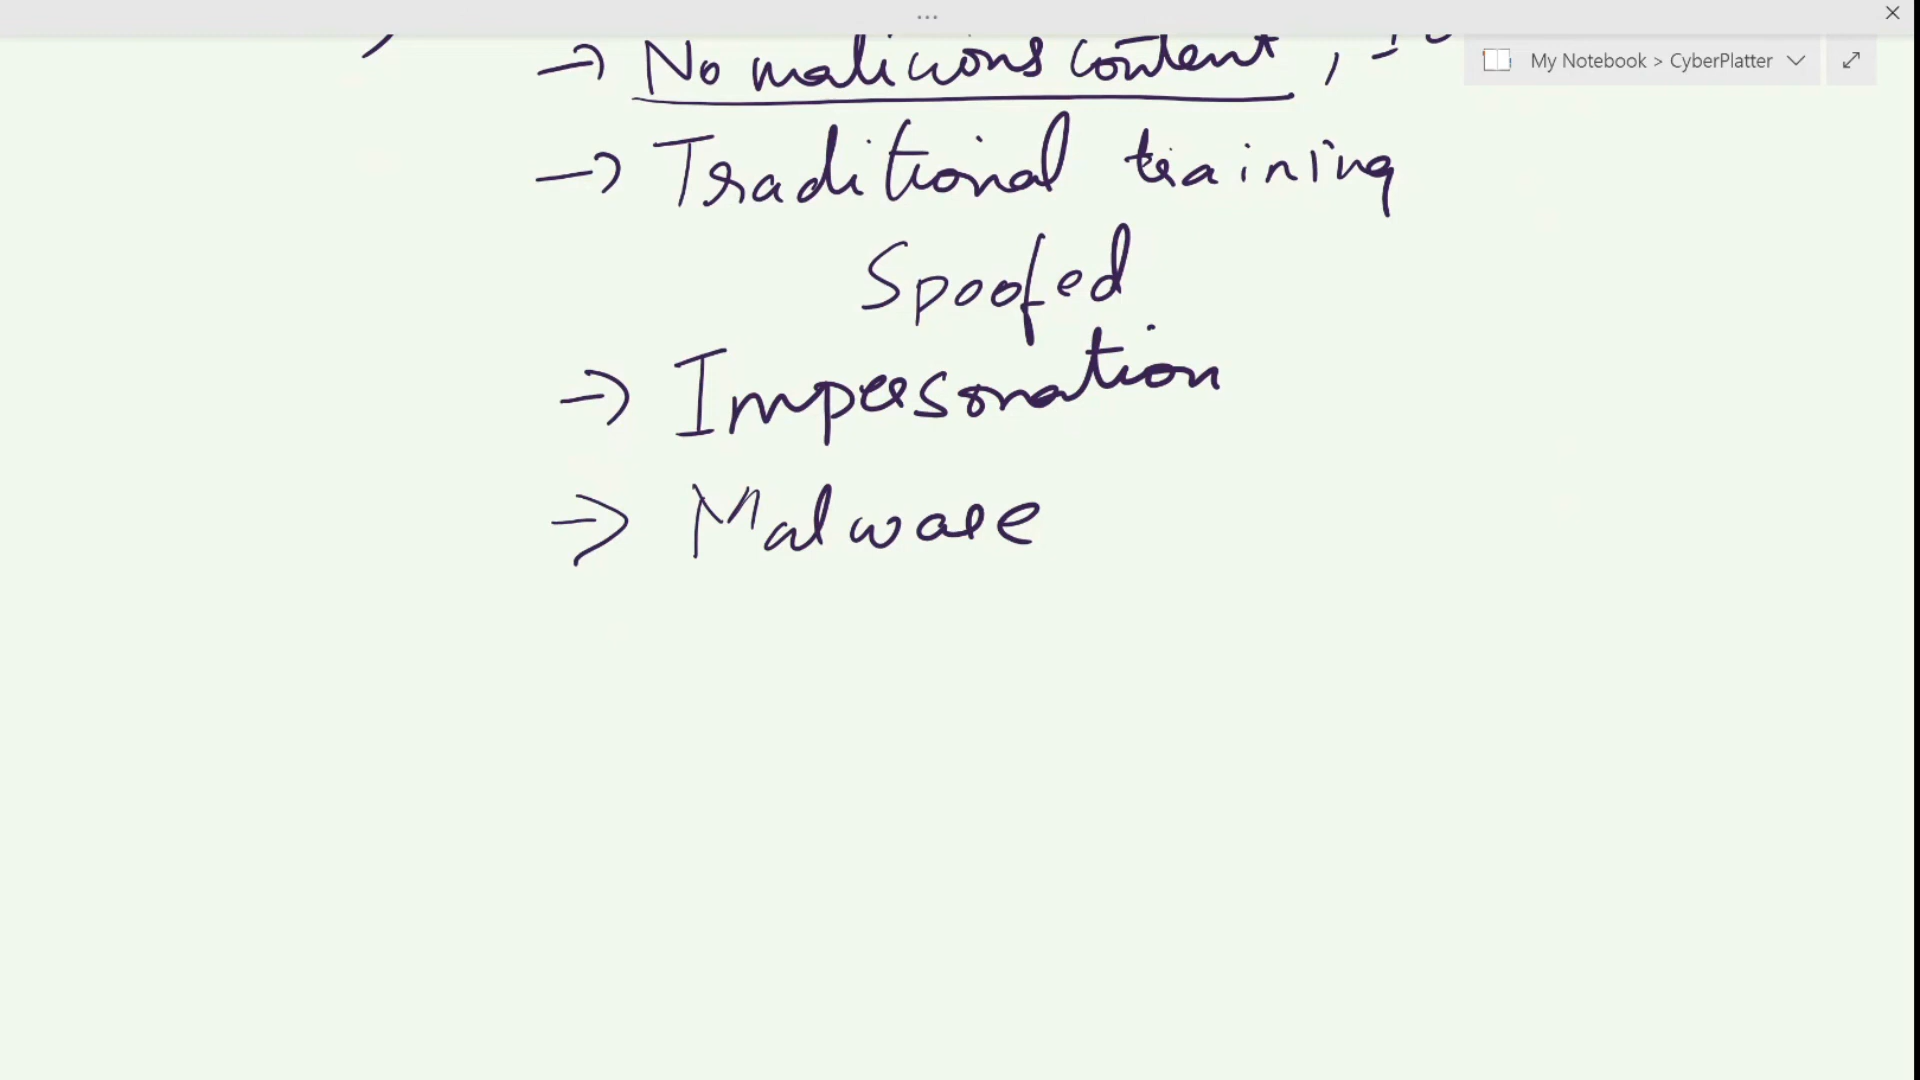 ...
My Notebook > CyberPlatter
→ No malicious content,
→ Traditional training
Spoofed
→ Impersonation
→ Malware